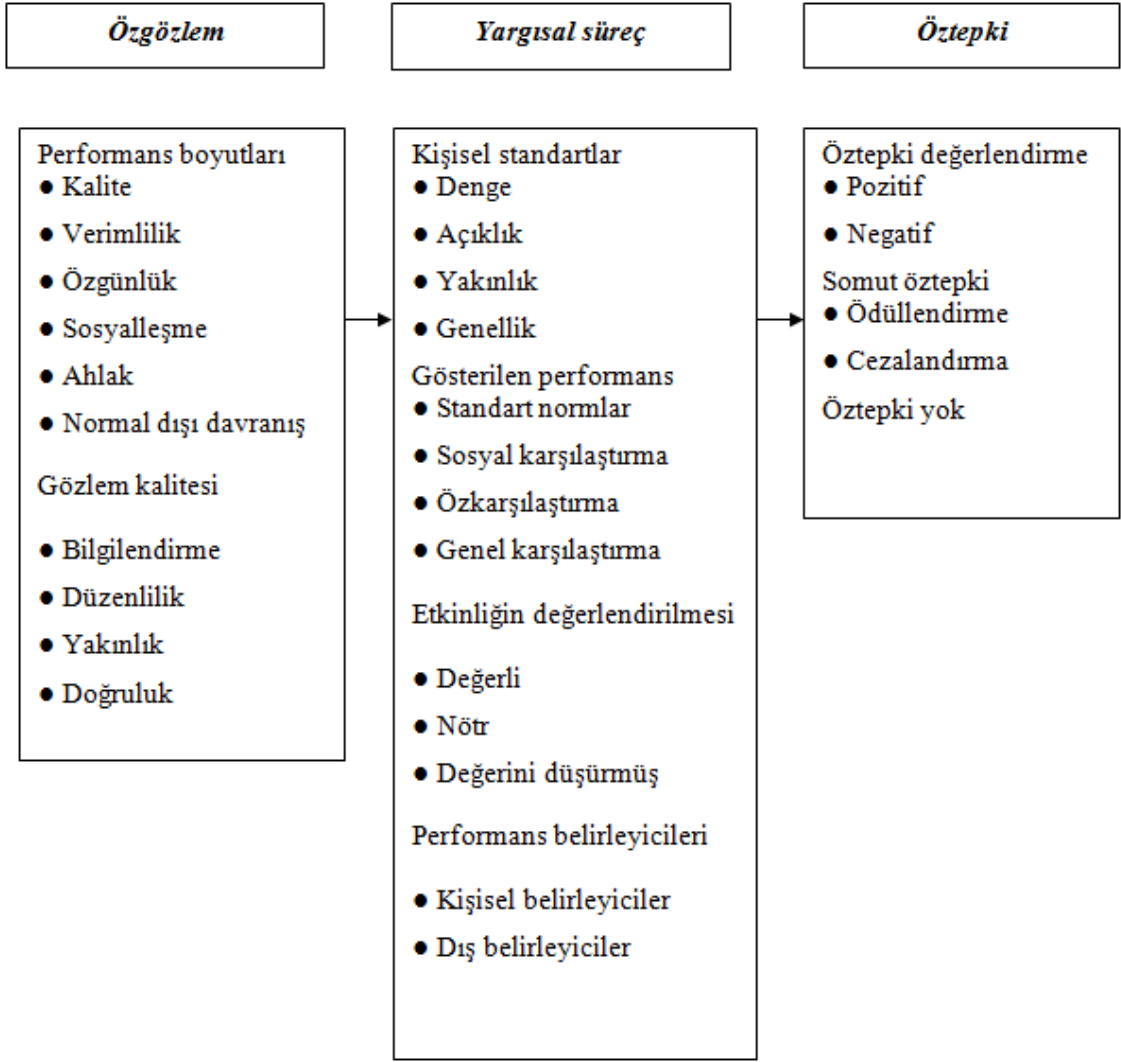 Özgözlem
Yargısal süreç
Öztepki
Performans boyutları
● Kalite
● Verimlilik
● Özgünlük
● Sosyalleşme
● Ahlak
● Normal dışı davranış
Gözlem kalitesi
● Bilgilendirme
● Düzenlilik
● Yakınlık
● Doğruluk
Kişisel standartlar
● Denge
● Açıklık
● Yakınlık
● Genellik
Gösterilen performans
● Standart normlar
● Sosyal karşılaştırma
● Özkarşılaştırma
● Genel karşılaştırma
Etkinliğin değerlendirilmesi
● Değerli
● Nötr
● Değerini düşürmüş
Performans belirleyicileri
● Kişisel belirleyiciler
● Dış belirleyiciler
Öztepki değerlendirme
● Pozitif
● Negatif
Somut öztepki
● Ödüllendirme
● Cezalandırma
Öztepki yok